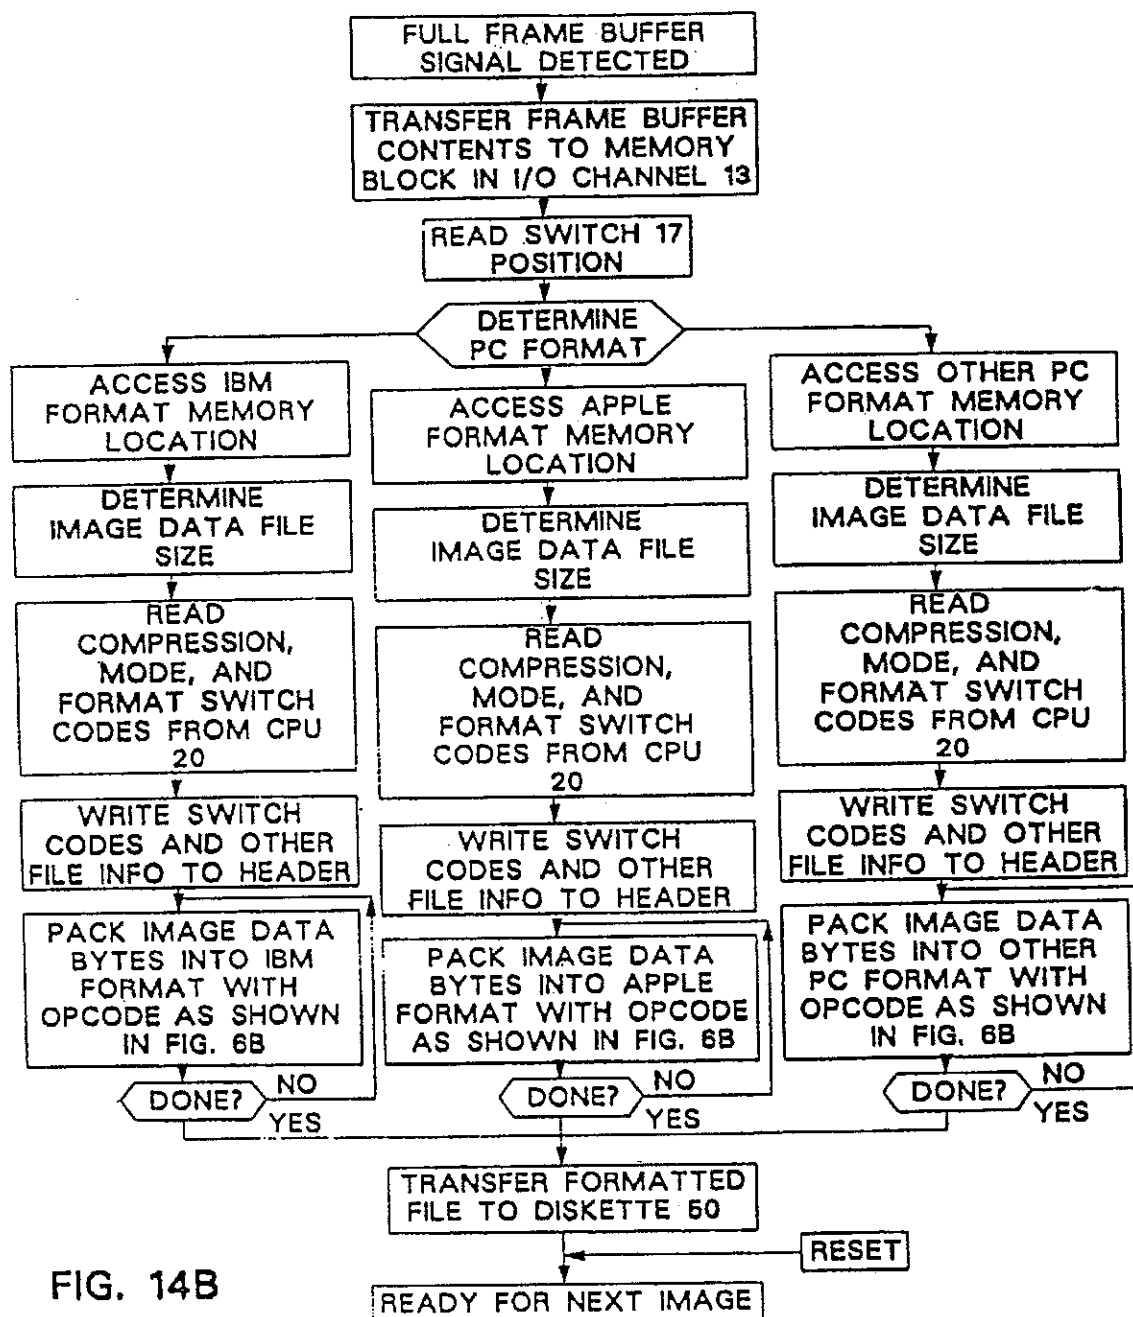 FULL FRAME BUFFER
SIGNAL DETECTED
TRANSFER FRAME BUFFER
CONTENTS TO MEMORY
BLOCK IN I/O CHANNEL 13
READ SWITCH 17
POSITION
DETERMINE
PC FORMAT
ACCESS IBM
FORMAT MEMORY
LOCATION
DETERMINE
IMAGE DATA FILE
SIZE
READ
COMPRESSION,
MODE, AND
FORMAT SWITCH
CODES FROM CPU
20
WRITE SWITCH
CODES AND OTHER
FILE INFO TO HEADER
PACK IMAGE DATA
BYTES INTO IBM
FORMAT WITH
OPCODE AS SHOWN
IN FIG. 6B
DONE?
NO
YES
ACCESS APPLE
FORMAT MEMORY
LOCATION
DETERMINE
IMAGE DATA FILE
SIZE
READ
COMPRESSION,
MODE, AND
FORMAT SWITCH
CODES FROM CPU
20
WRITE SWITCH
CODES AND OTHER
FILE INFO TO HEADER
PACK IMAGE DATA
BYTES INTO APPLE
FORMAT WITH OPCODE
AS SHOWN IN FIG. 6B
DONE?
NO
YES
ACCESS OTHER PC
FORMAT MEMORY
LOCATION
DETERMINE
IMAGE DATA FILE
SIZE
READ
COMPRESSION,
MODE, AND
FORMAT SWITCH
CODES FROM CPU
20
WRITE SWITCH
CODES AND OTHER
FILE INFO TO HEADER
PACK IMAGE DATA
BYTES INTO OTHER
PC FORMAT WITH
OPCODE AS SHOWN
IN FIG. 6B
DONE?
NO
YES
TRANSFER FORMATTED
FILE TO DISKETTE 50
RESET
READY FOR NEXT IMAGE
FIG. 14B